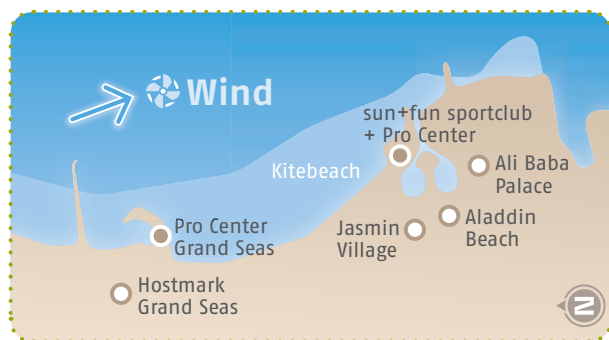 Wind
sun+fun sportclub
+ Pro Center
Kitebeach
Ali Baba
Palace
Pro Center
Grand Seas
Jasmin
Village
Aladdin
Beach
Hostmark
Grand Seas
N